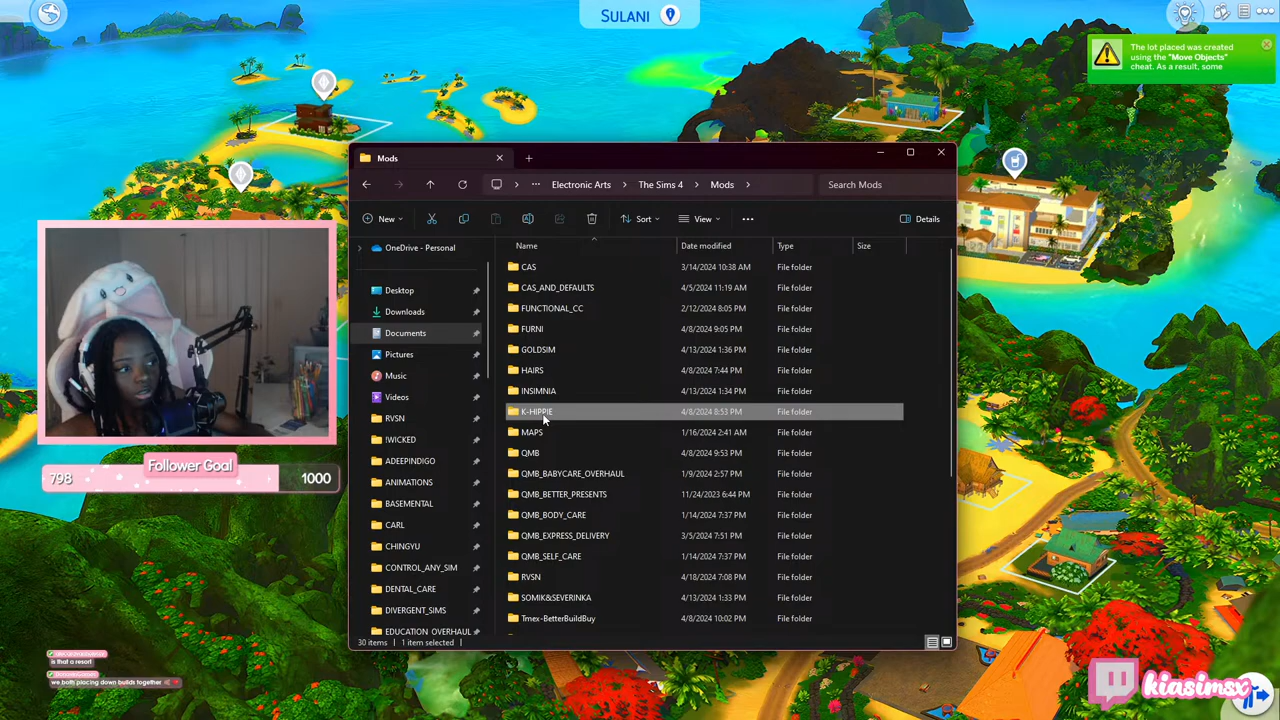 SULANI
The lot placed was created
using the "Move Objects"
cheat. As a result, some
Mods
Electronic Arts
The Sims 4
Mods
Search Mods
New
Sort
View
Details
OneDrive - Personal
Desktop
Downloads
Documents
Pictures
Music
Videos
RVSN
!WICKED
ADEEPINDIGO
ANIMATIONS
BASEMENTAL
CARL
CHINGYU
CONTROL_ANY_SIM
DENTAL_CARE
DIVERGENT_SIMS
EDUCATION_OVERHAUL
Name Date modified Type Size
CAS 3/14/2024 10:38 AM File folder
CAS_AND_DEFAULTS 4/5/2024 11:19 AM File folder
FUNCTIONAL_CC 2/12/2024 8:05 PM File folder
FURNI 4/8/2024 9:05 PM File folder
GOLDSIM 4/13/2024 1:36 PM File folder
HAIRS 4/8/2024 7:44 PM File folder
INSIMNIA 4/13/2024 1:34 PM File folder
K-HIPPIE 4/8/2024 8:53 PM File folder
MAPS 1/16/2024 2:41 AM File folder
QMB 4/8/2024 9:53 PM File folder
QMB_BABYCARE_OVERHAUL 1/9/2024 2:57 PM File folder
QMB_BETTER_PRESENTS 11/24/2023 6:44 PM File folder
QMB_BODY_CARE 1/14/2024 7:37 PM File folder
QMB_EXPRESS_DELIVERY 3/5/2024 7:51 PM File folder
QMB_SELF_CARE 1/14/2024 7:37 PM File folder
RVSN 4/18/2024 7:08 PM File folder
SOMIK&SEVERINKA 4/13/2024 1:33 PM File folder
Tmex-BetterBuildBuy 4/8/2024 10:02 PM File folder
30 items 1 item selected
Follower Goal
798 1000
is that a resort
we both placing down builds together
kiasimsx